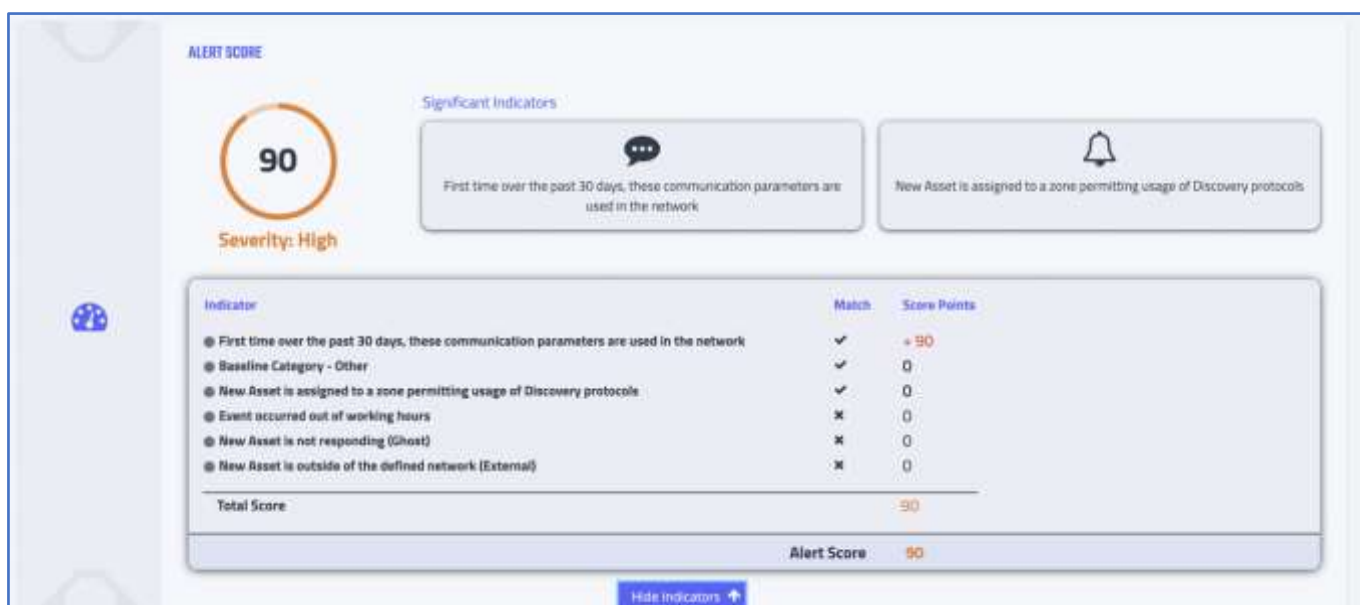 ALERT SCORE
Significant Indicators
90
First time over the past 30 days, these communication parameters are
used in the network
New Asset is assigned to a zone permitting usage of Discovery protocols
Severity: High
Indicator Match Score Points
First time over the past 30 days, these communication parameters are used in the network + 90
Baseline Category - Other 0
New Asset is assigned to a zone permitting usage of Discovery protocols 0
Event occurred out of working hours 0
New Asset is not responding (Ghost) 0
New Asset is outside of the defined network (External) 0
Total Score 90
Alert Score 90
Hide Indicators